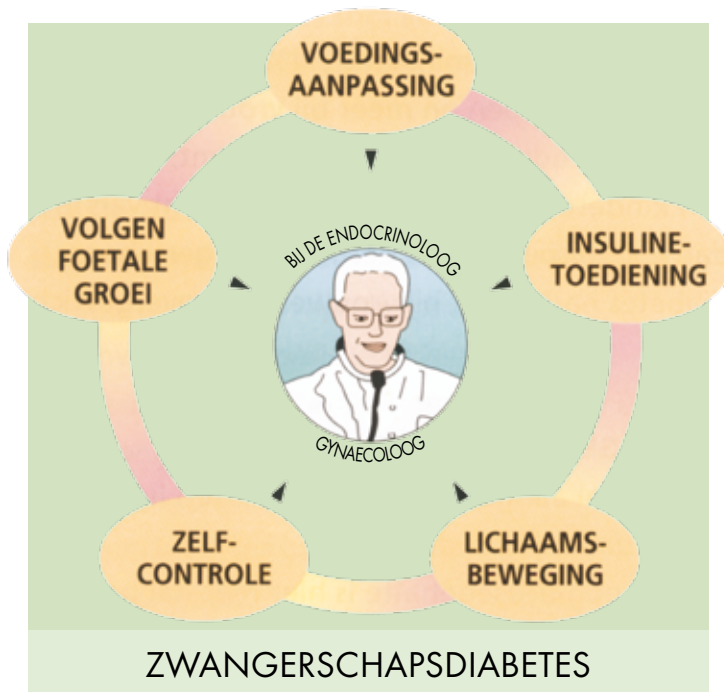 VOEDINGS-
AANPASSING
VOLGEN
FOETALE
GROEI
BIJ DE ENDOCRINOLOOG
INSULINE-
TOEDIENING
GYNAECOLOOG
ZELF-
CONTROLE
LICHAAMS-
BEWEGING
ZWANGERSCHAPSDIABETES